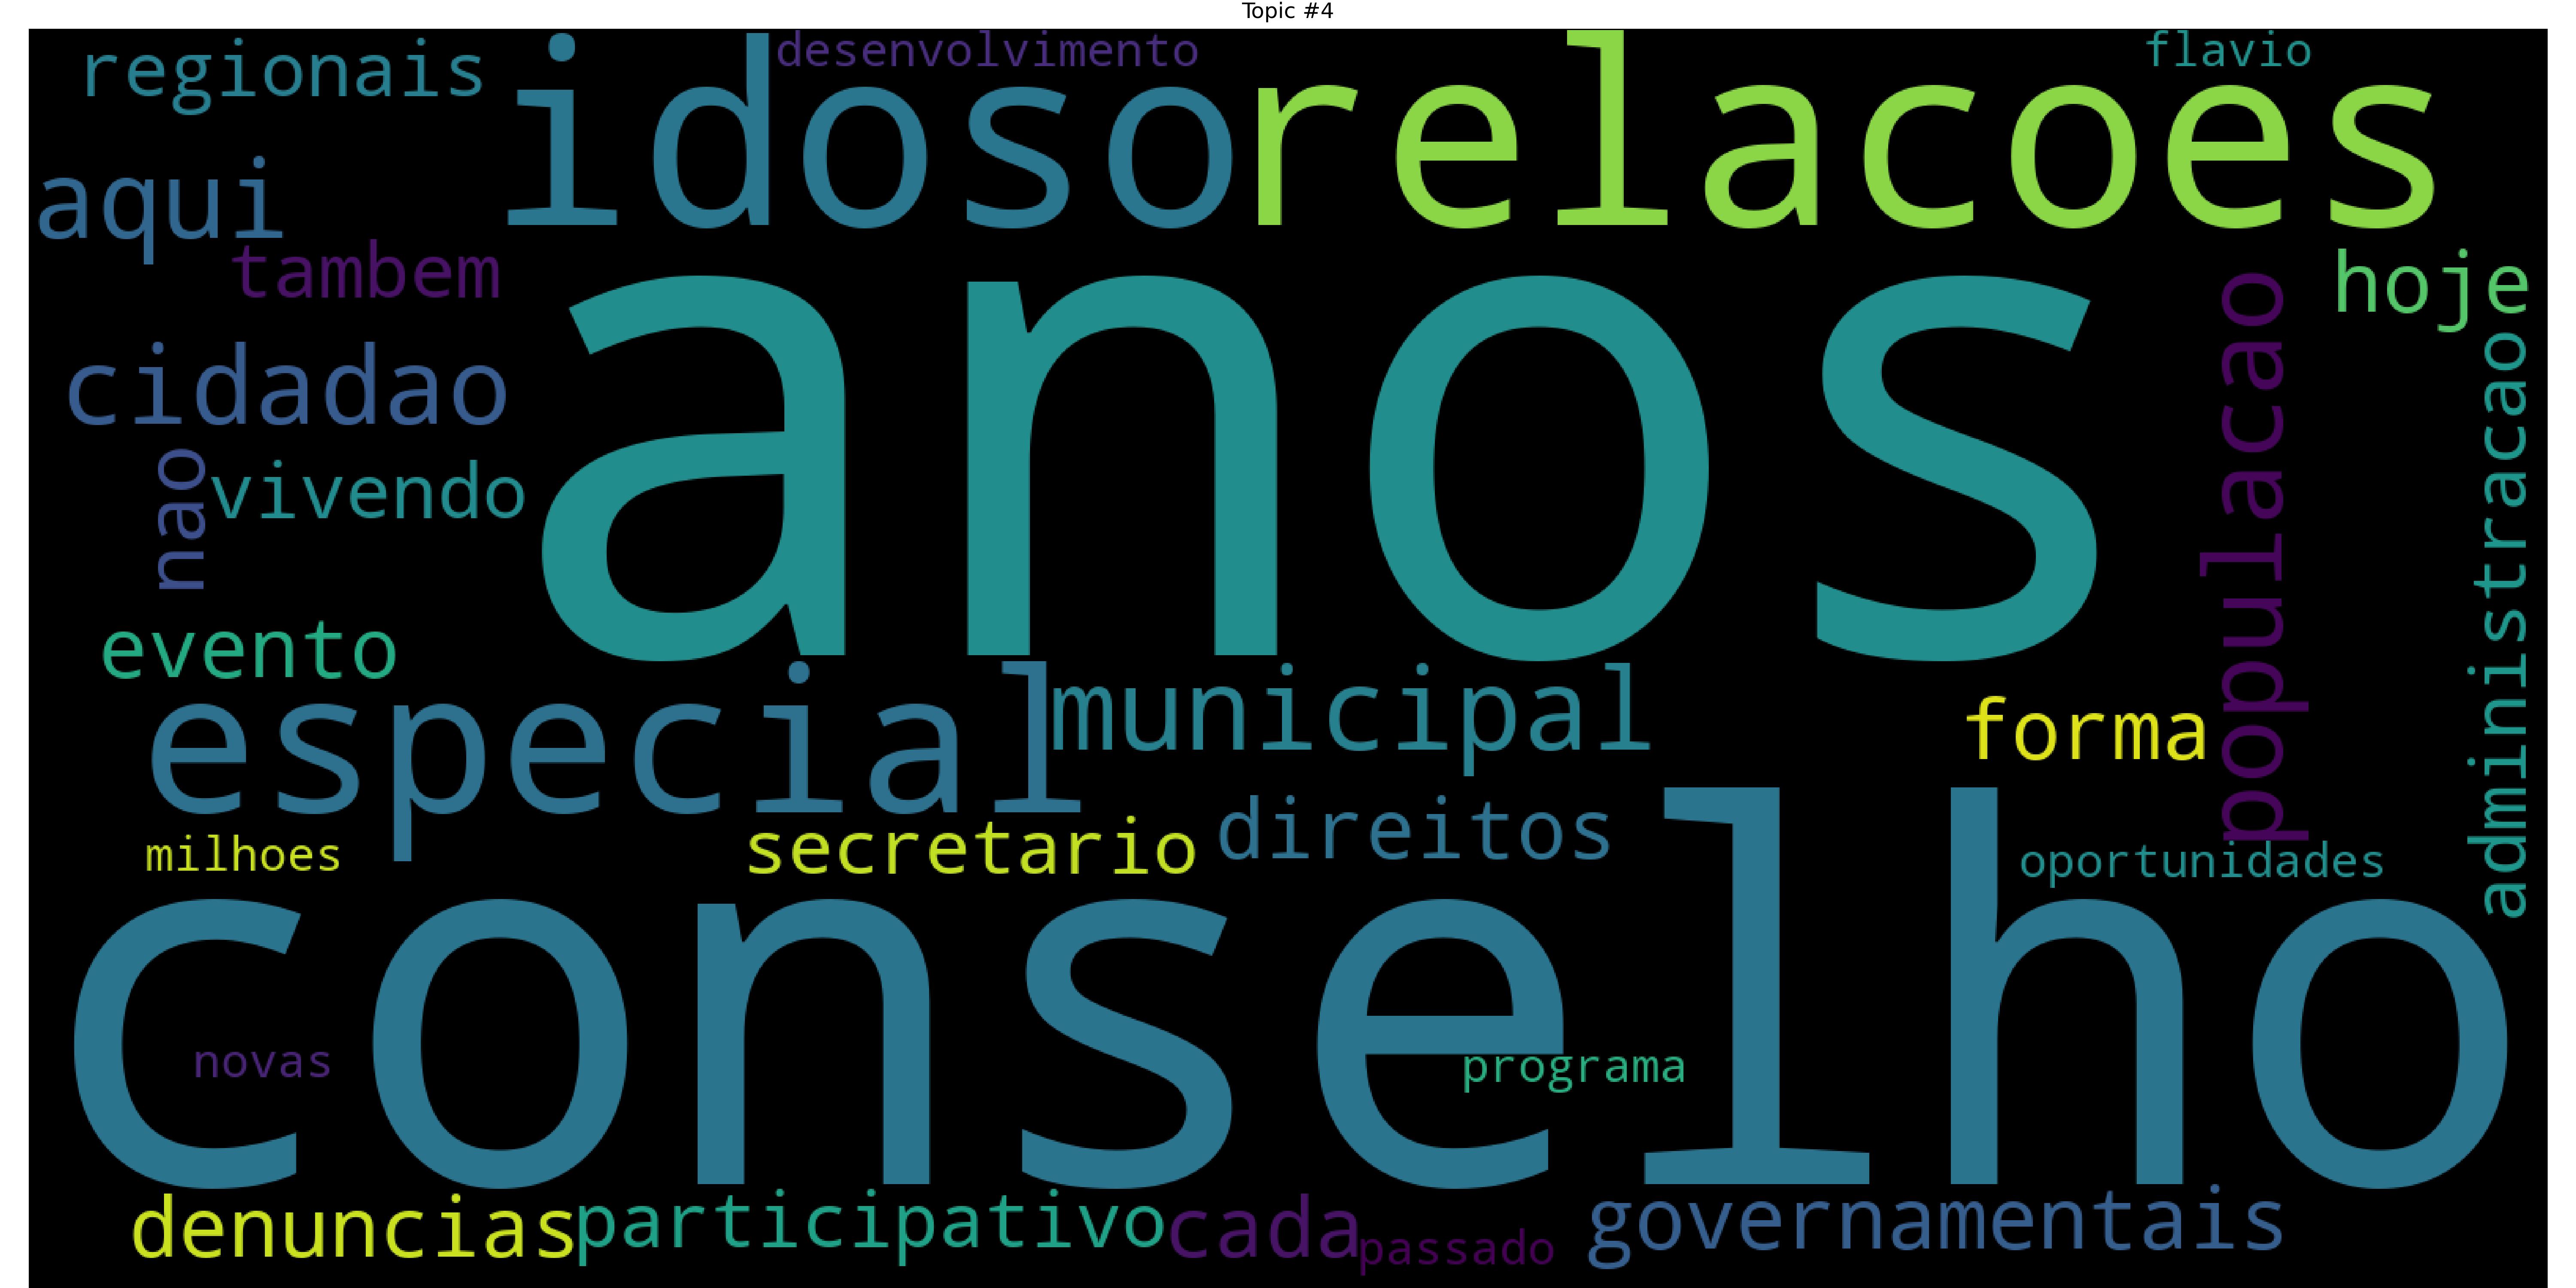 Topic #4
regionais
idoso
desenvolvimento
relacoes
flavio
aqui
tambem
anos
hoje
cidadao
populacao
administracao
nao
vivendo
evento
especial
municipal
forma
milhoes
secretario
direitos
oportunidades
conselho
novas
programa
denuncias
participativo
cada
passado
governamentais